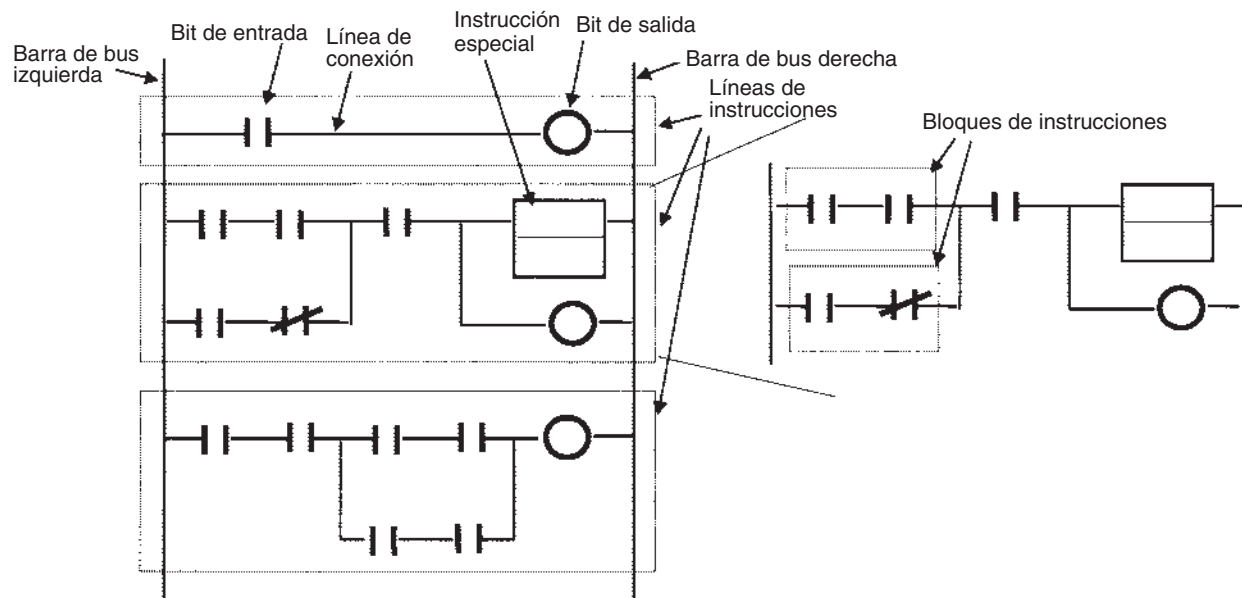 Barra de bus
izquierda
Bit de entrada
Línea de
conexión
Instrucción
especial
Bit de salida
Barra de bus derecha
Líneas de
instrucciones
Bloques de instrucciones